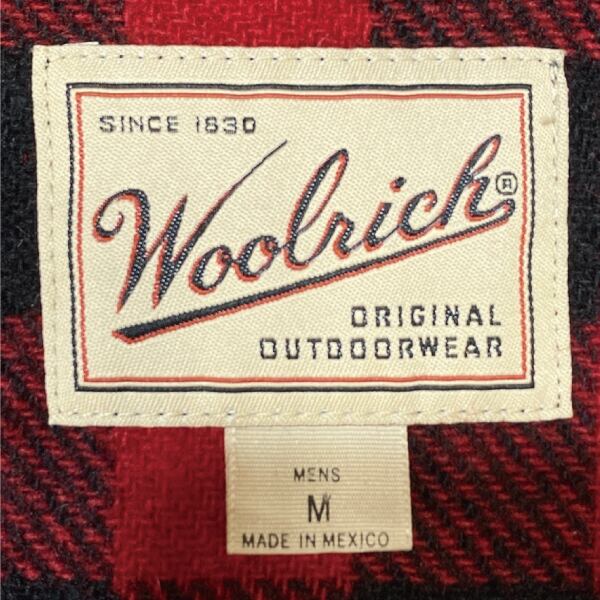 SINCE 1830
Woolrich®
ORIGINAL
OUTDOORWEAR
MENS
M
MADE IN MEXICO